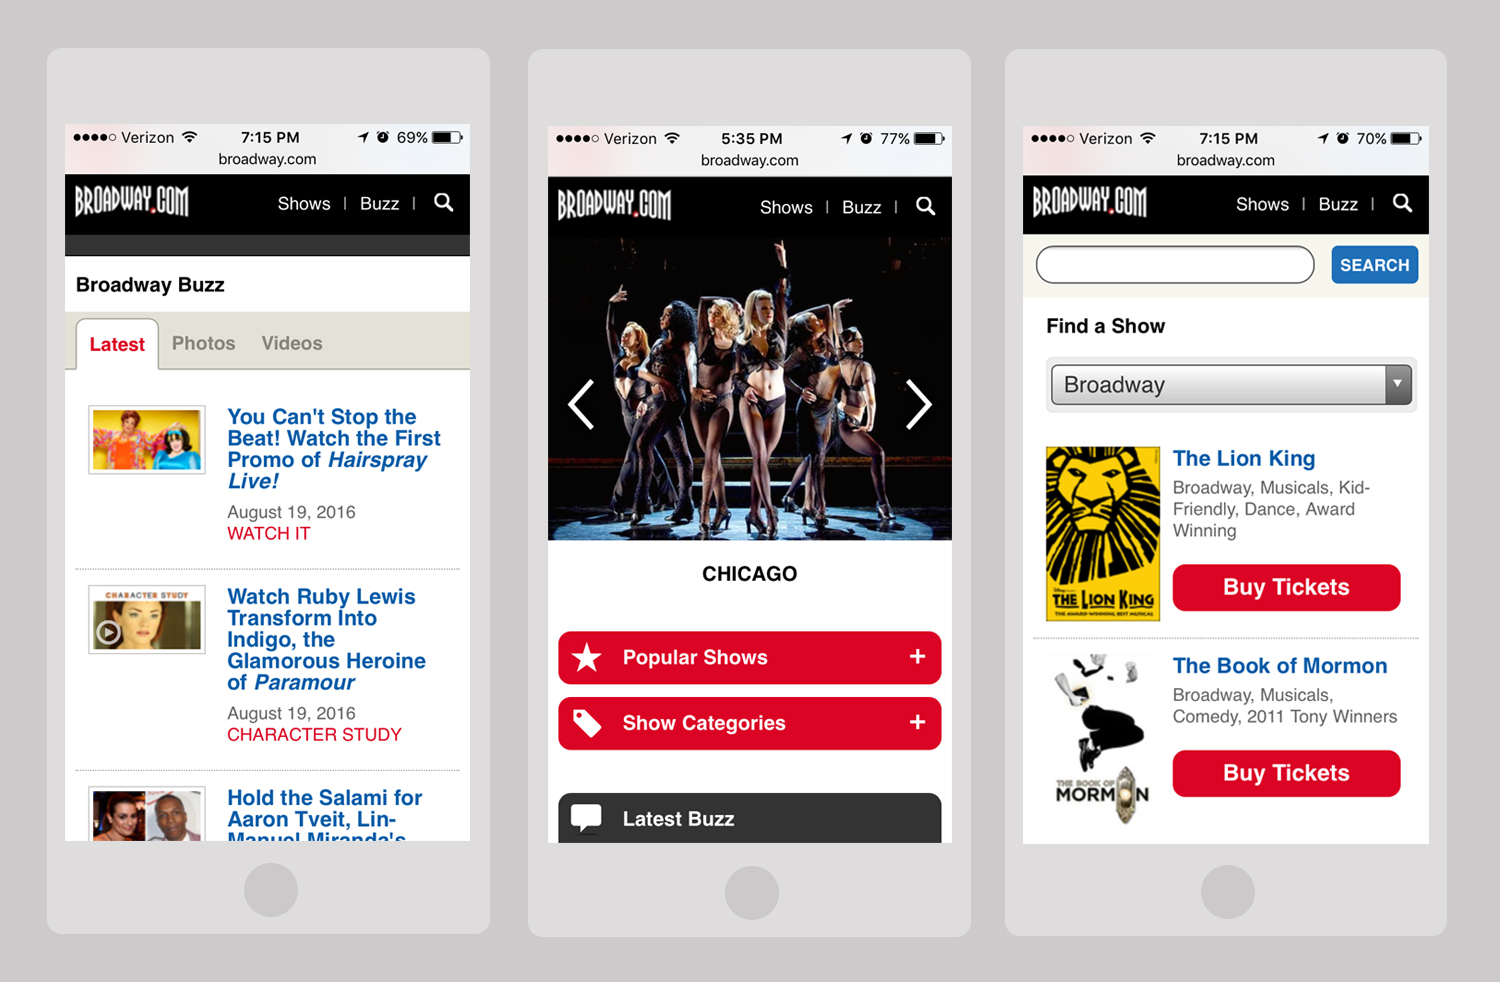 Verizon 7:15 PM 69%
broadway.com
BROADWAY.COM Shows | Buzz |
Broadway Buzz
Latest Photos Videos
You Can't Stop the
Beat! Watch the First
Promo of Hairspray
Live!
August 19, 2016
WATCH IT
CHARACTER STUDY
Watch Ruby Lewis
Transform Into
Indigo, the
Glamorous Heroine
of Paramour
August 19, 2016
CHARACTER STUDY
Hold the Salami for
Aaron Tveit, Lin-
Manuel Miranda's
Verizon 5:35 PM 77%
broadway.com
BROADWAY.COM Shows | Buzz |
CHICAGO
Popular Shows +
Show Categories +
Latest Buzz
Verizon 7:15 PM 70%
broadway.com
BROADWAY.COM Shows | Buzz |
SEARCH
Find a Show
Broadway
THE LION KING
THE AWARD-WINNING BEST MUSICAL
The Lion King
Broadway, Musicals, Kid-
Friendly, Dance, Award
Winning
Buy Tickets
THE BOOK OF
MORMON
The Book of Mormon
Broadway, Musicals,
Comedy, 2011 Tony Winners
Buy Tickets